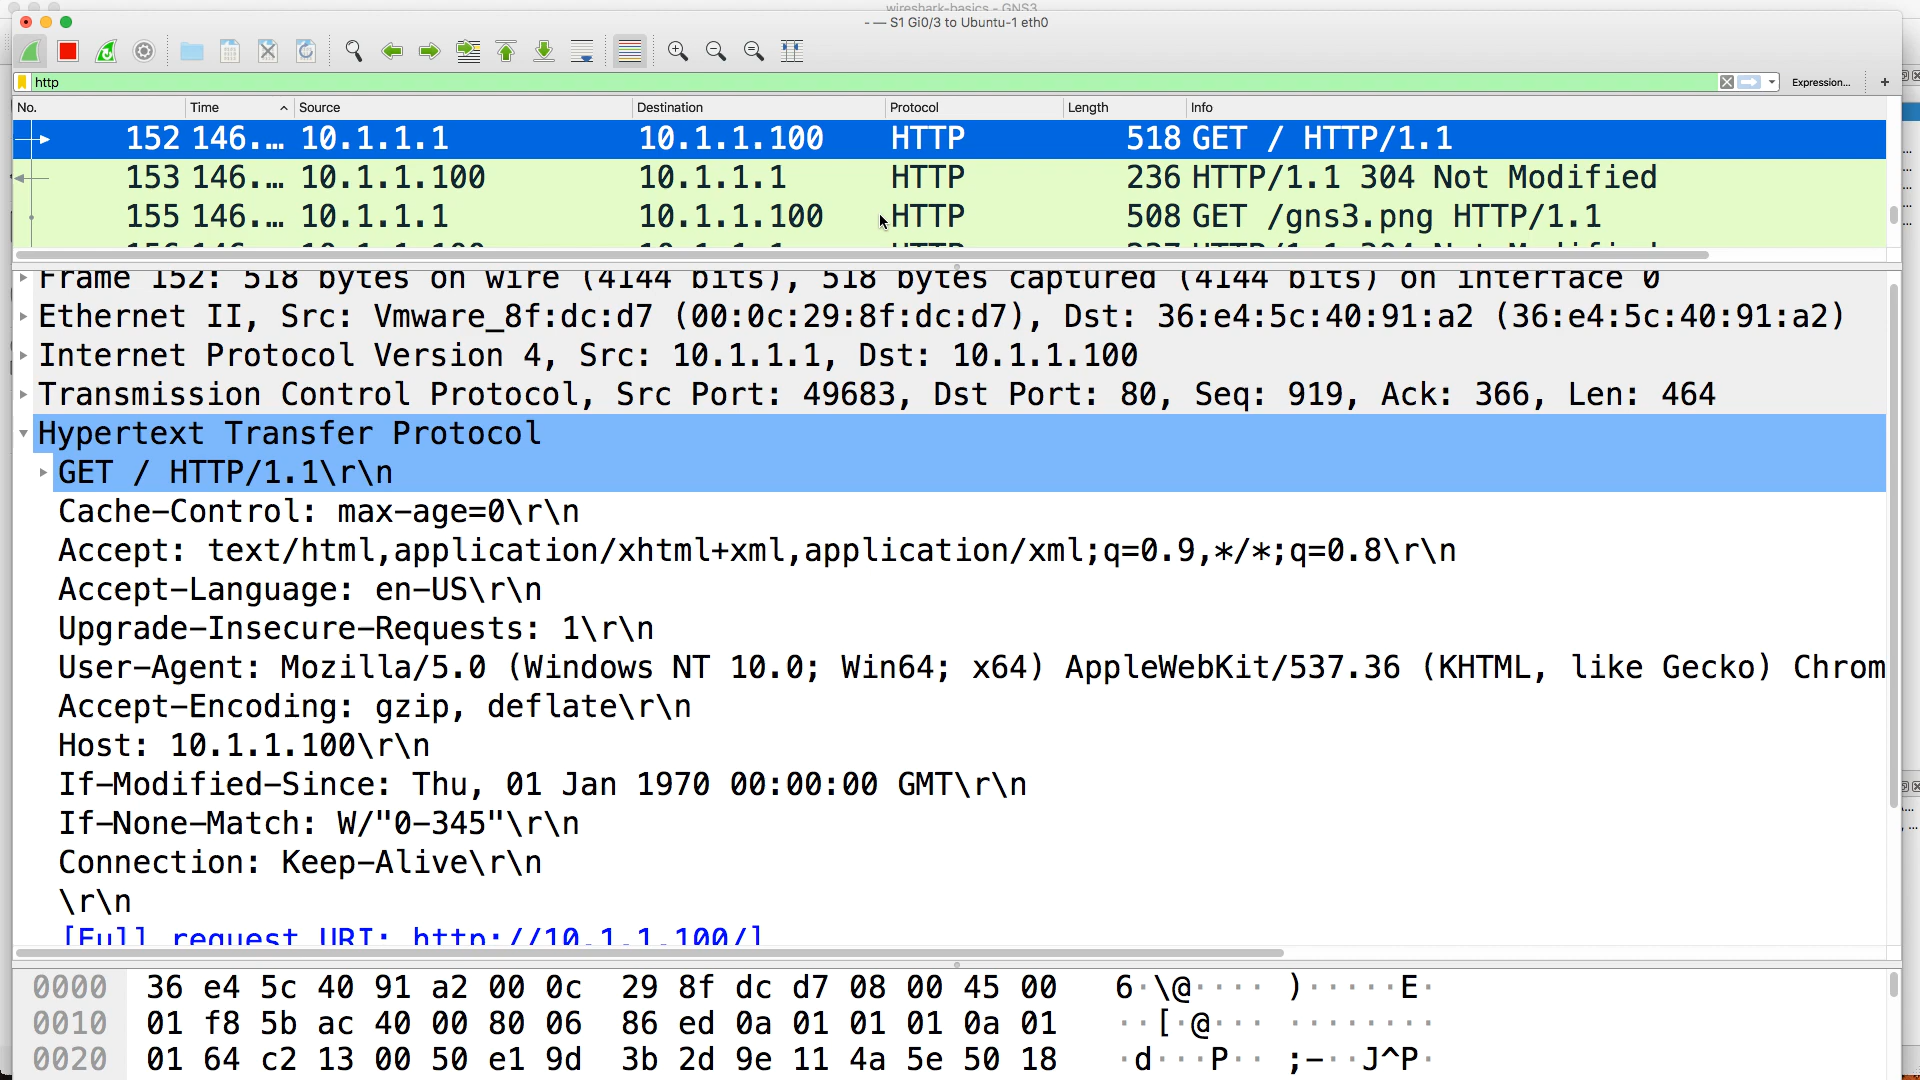 wireshark-basics - GNS3
- — S1 Gi0/3 to Ubuntu-1 eth0
http
Expression...
+
No. Time Source Destination Protocol Length Info
152 146.… 10.1.1.1 10.1.1.100 HTTP 518 GET / HTTP/1.1
153 146.… 10.1.1.100 10.1.1.1 HTTP 236 HTTP/1.1 304 Not Modified
155 146.… 10.1.1.1 10.1.1.100 HTTP 508 GET /gns3.png HTTP/1.1
Frame 152: 518 bytes on wire (4144 bits), 518 bytes captured (4144 bits) on interface 0
Ethernet II, Src: Vmware_8f:dc:d7 (00:0c:29:8f:dc:d7), Dst: 36:e4:5c:40:91:a2 (36:e4:5c:40:91:a2)
Internet Protocol Version 4, Src: 10.1.1.1, Dst: 10.1.1.100
Transmission Control Protocol, Src Port: 49683, Dst Port: 80, Seq: 919, Ack: 366, Len: 464
Hypertext Transfer Protocol
GET / HTTP/1.1\r\n
Cache-Control: max-age=0\r\n
Accept: text/html,application/xhtml+xml,application/xml;q=0.9,*/*;q=0.8\r\n
Accept-Language: en-US\r\n
Upgrade-Insecure-Requests: 1\r\n
User-Agent: Mozilla/5.0 (Windows NT 10.0; Win64; x64) AppleWebKit/537.36 (KHTML, like Gecko) Chrom
Accept-Encoding: gzip, deflate\r\n
Host: 10.1.1.100\r\n
If-Modified-Since: Thu, 01 Jan 1970 00:00:00 GMT\r\n
If-None-Match: W/"0-345"\r\n
Connection: Keep-Alive\r\n
\r\n
[Full request URI: http://10.1.1.100/]
0000 36 e4 5c 40 91 a2 00 0c 29 8f dc d7 08 00 45 00 6·\@···· )·····E·
0010 01 f8 5b ac 40 00 80 06 86 ed 0a 01 01 01 0a 01 ··[·@··· ········
0020 01 64 c2 13 00 50 e1 9d 3b 2d 9e 11 4a 5e 50 18 ·d···P·· ;-··J^P·